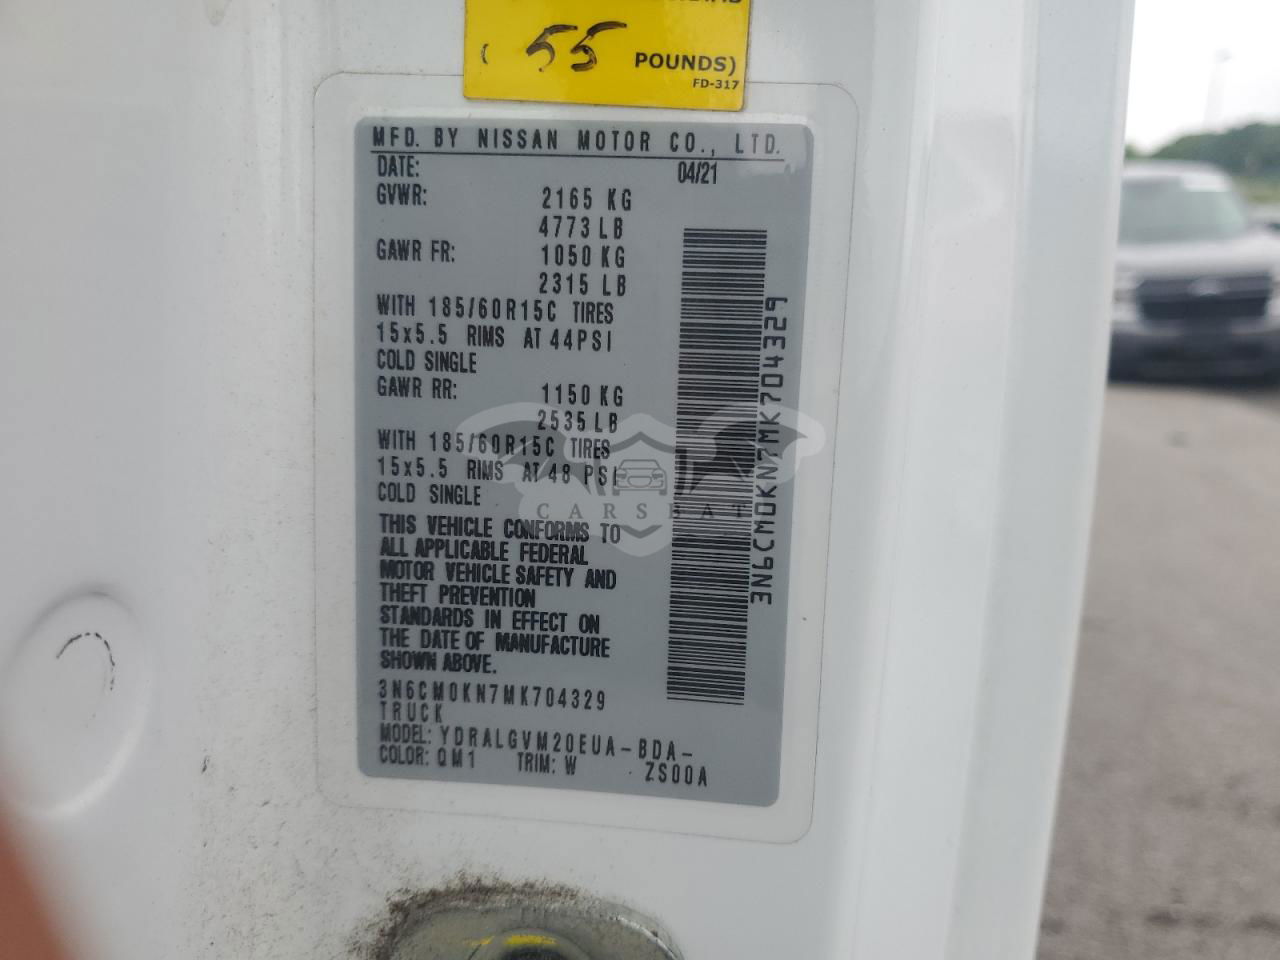 ( 55 POUNDS)
FD-317
MFD. BY NISSAN MOTOR CO., LTD.
DATE: 04/21
GVWR: 2165 KG
4773 LB
GAWR FR: 1050 KG
2315 LB
WITH 185/60R15C TIRES
15x5.5 RIMS AT 44PSI
COLD SINGLE
GAWR RR: 1150 KG
2535 LB
WITH 185/60R15C TIRES
15x5.5 RIMS AT 48 PSI
COLD SINGLE
THIS VEHICLE CONFORMS TO
ALL APPLICABLE FEDERAL
MOTOR VEHICLE SAFETY AND
THEFT PREVENTION
STANDARDS IN EFFECT ON
THE DATE OF MANUFACTURE
SHOWN ABOVE.
3N6CM0KN7MK704329
TRUCK
MODEL: YDRALGVM20EUA-BDA-
COLOR: QM1 TRIM: W ZS00A
3N6CM0KN7MK704329
CARSBAT